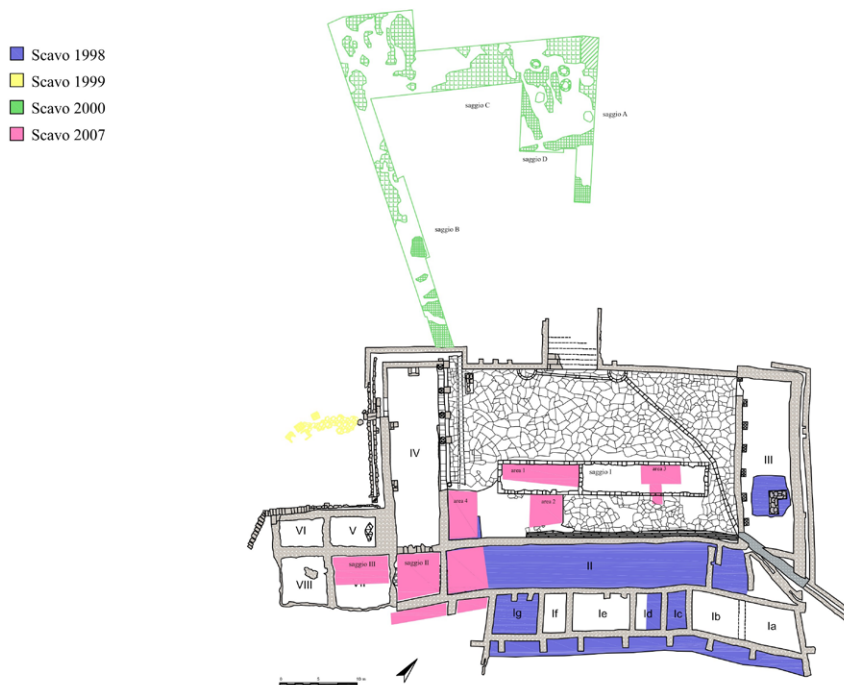 Scavo 1998
Scavo 1999
Scavo 2000
Scavo 2007
saggio C
saggio A
saggio D
saggio B
IV
III
area 1
saggio I
area 3
area 4
area 2
VI
V
II
saggio III
saggio II
VIII
VII
Ig
If
Ie
Id
Ic
Ib
Ia
0
5
10 m